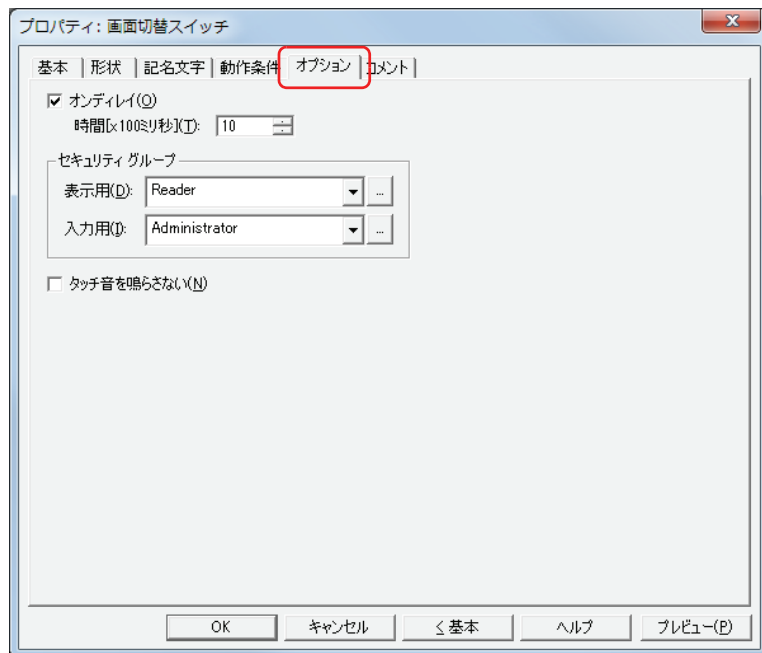 プロパティ: 画面切替スイッチ
基本 形状 記名文字 動作条件 オプション コメント
オンディレイ(O)
時間[x100ミリ秒](T): 10
セキュリティ グループ
表示用(D): Reader ...
入力用(I): Administrator ...
タッチ音を鳴らさない(N)
OK キャンセル < 基本 ヘルプ プレビュー(P)